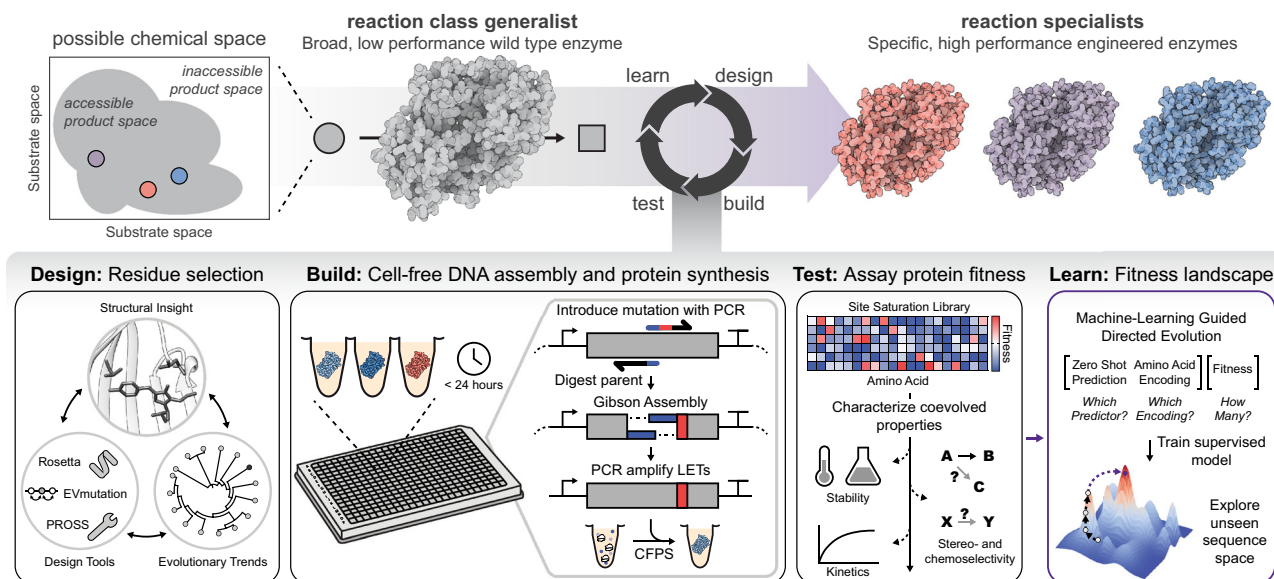 reaction class generalist
Broad, low performance wild type enzyme
reaction specialists
Specific, high performance engineered enzymes
possible chemical space
inaccessible
product space
accessible
product space
Substrate space
Substrate space
learn
design
test
build
Design: Residue selection
Structural Insight
Rosetta
EVmutation
PROSS
Design Tools
Evolutionary Trends
Build: Cell-free DNA assembly and protein synthesis
< 24 hours
Introduce mutation with PCR
Digest parent
Gibson Assembly
PCR amplify LETs
CFPS
Test: Assay protein fitness
Site Saturation Library
Fitness
Amino Acid
Characterize coevolved
properties
Stability
A B
?
C
?
X Y
Stereo- and
chemoselectivity
Kinetics
Learn: Fitness landscape
Machine-Learning Guided
Directed Evolution
Zero Shot
Prediction
Amino Acid
Encoding
Fitness
Which
Predictor?
Which
Encoding?
How
Many?
Train supervised
model
Explore
unseen
sequence
space